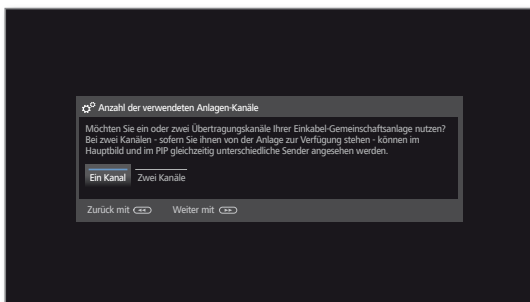 Anzahl der verwendeten Anlagen-Kanäle
Möchten Sie ein oder zwei Übertragungskanäle Ihrer Einkabel-Gemeinschaftsanlage nutzen?
Bei zwei Kanälen - sofern Sie ihnen von der Anlage zur Verfügung stehen - können im
Hauptbild und im PIP gleichzeitig unterschiedliche Sender angesehen werden.
Ein Kanal Zwei Kanäle
Zurück mit Weiter mit